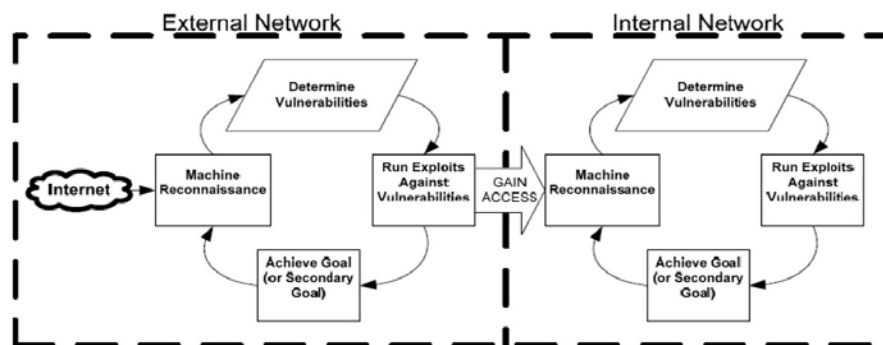 External Network
Internal Network
Determine
Vulnerabilities
Internet
Machine
Reconnaissance
Run Exploits
Against
Vulnerabilities
Achieve Goal
(or Secondary
Goal)
GAIN
ACCESS
Determine
Vulnerabilities
Machine
Reconnaissance
Run Exploits
Against
Vulnerabilities
Achieve Goal
(or Secondary
Goal)